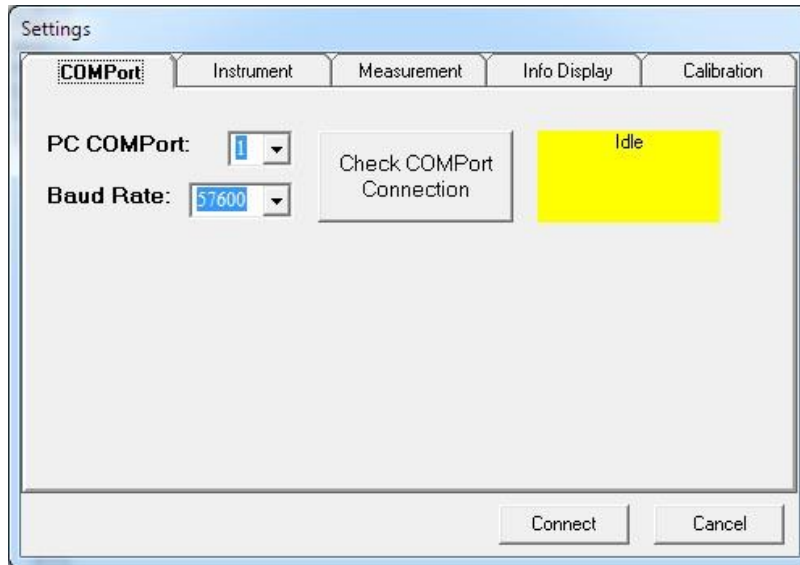 Settings
COMPort Instrument Measurement Info Display Calibration
PC COMPort: 1
Check COMPort
Connection
Idle
Baud Rate: 57600
Connect Cancel